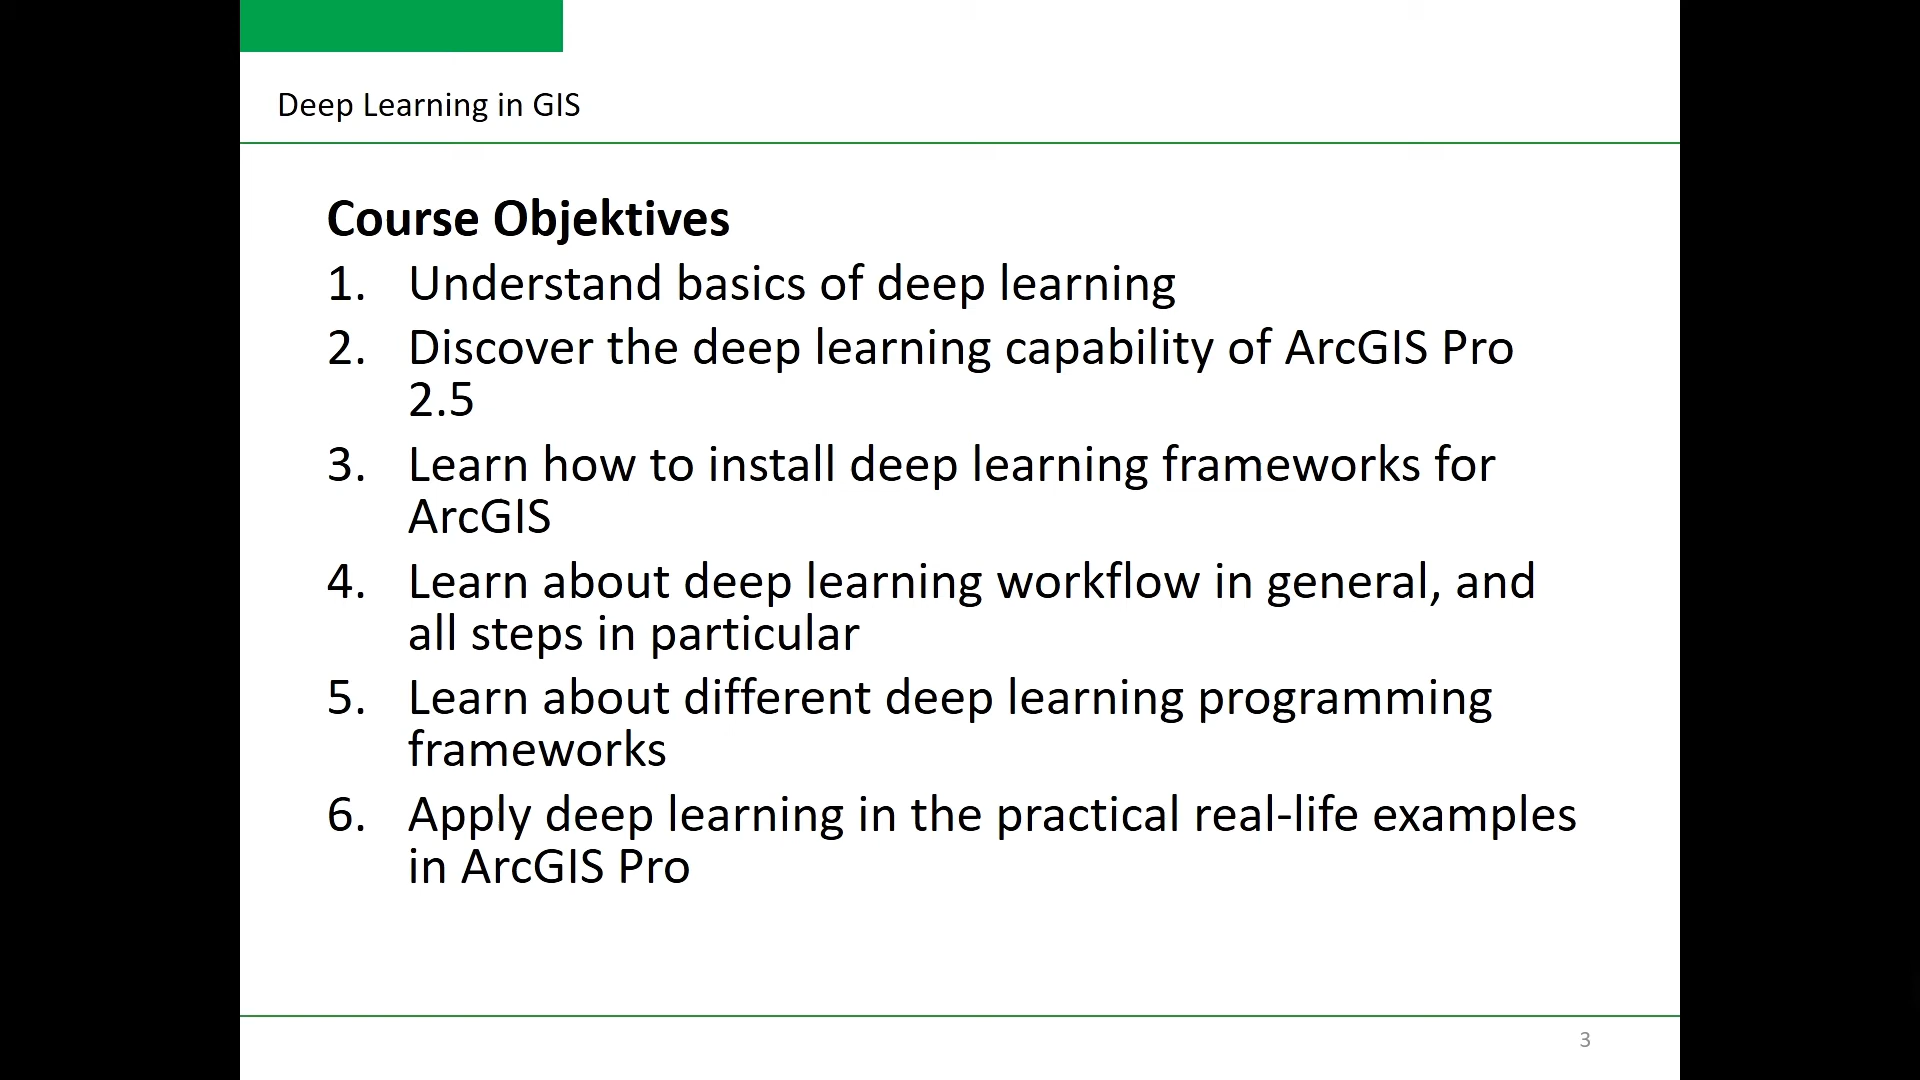 Deep Learning in GIS
Course Objektives
1. Understand basics of deep learning
2. Discover the deep learning capability of ArcGIS Pro
2.5
3. Learn how to install deep learning frameworks for
ArcGIS
4. Learn about deep learning workflow in general, and
all steps in particular
5. Learn about different deep learning programming
frameworks
6. Apply deep learning in the practical real-life examples
in ArcGIS Pro
3